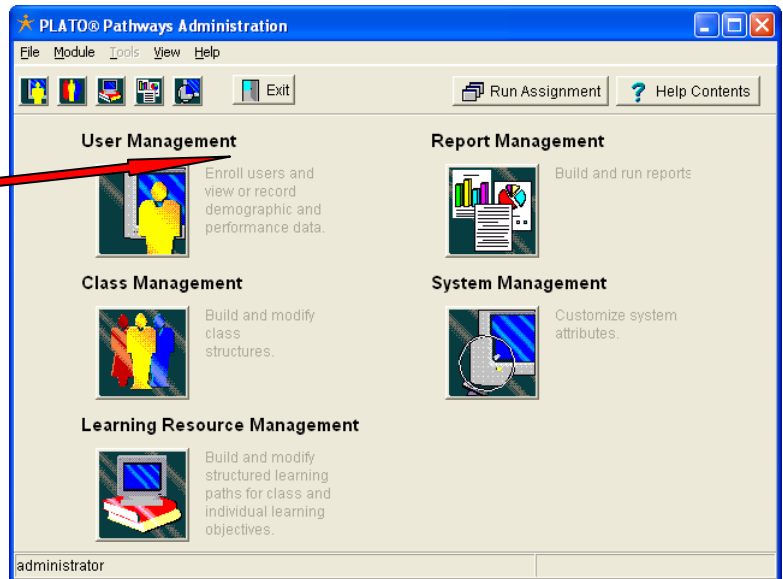 PLATO® Pathways Administration
File Module Tools View Help
Exit
Run Assignment
? Help Contents
User Management
Enroll users and
view or record
demographic and
performance data.
Report Management
Build and run reports
Class Management
Build and modify
class
structures.
System Management
Customize system
attributes.
Learning Resource Management
Build and modify
structured learning
paths for class and
individual learning
objectives.
administrator